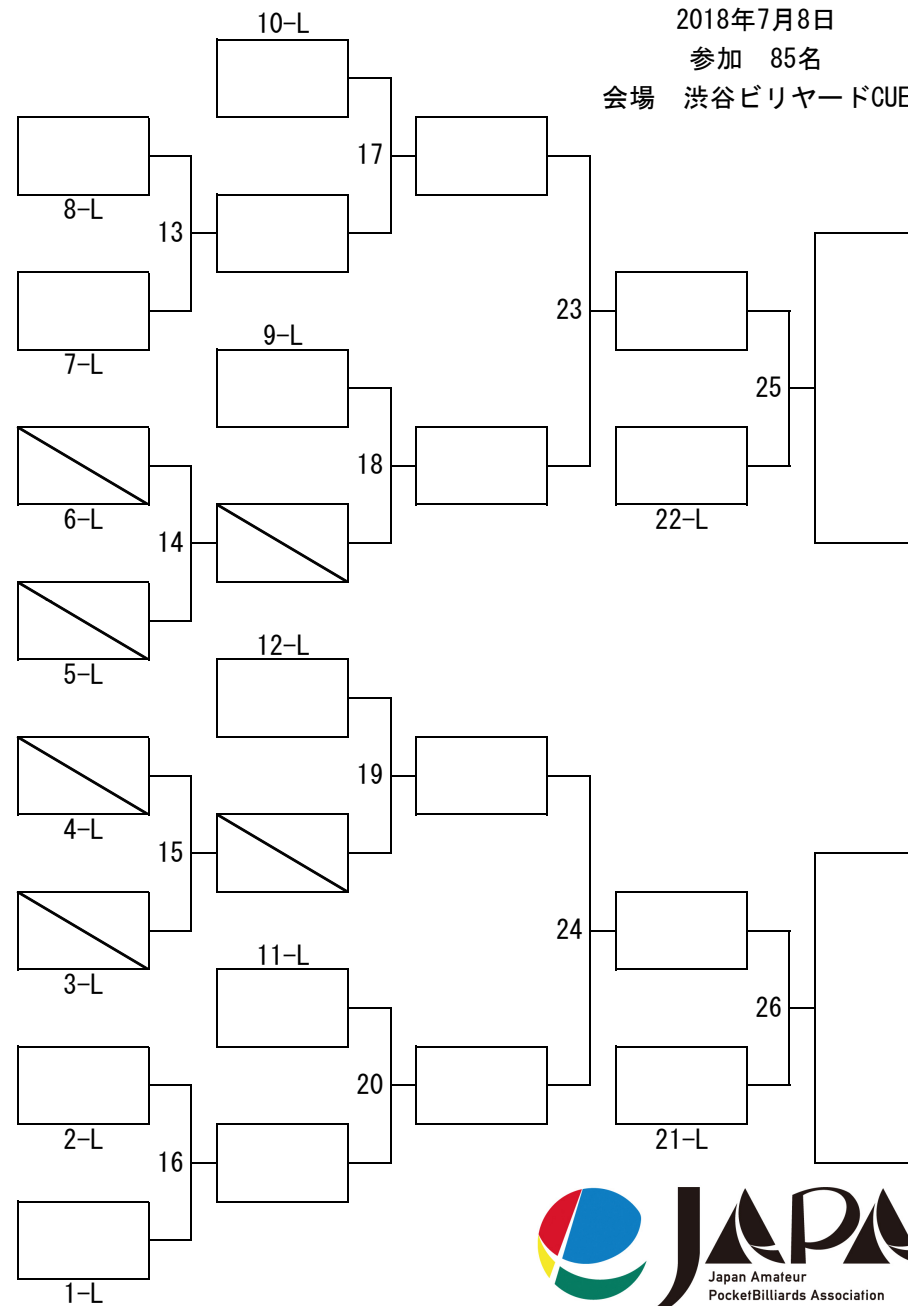 2018年7月8日
参加　85名
会場　渋谷ビリヤードCUE
10-L
17
8-L
13
7-L
23
9-L
25
18
6-L
22-L
14
5-L
12-L
19
4-L
15
3-L
24
11-L
26
20
2-L
21-L
16
1-L
JAPA
Japan Amateur
PocketBilliards Association